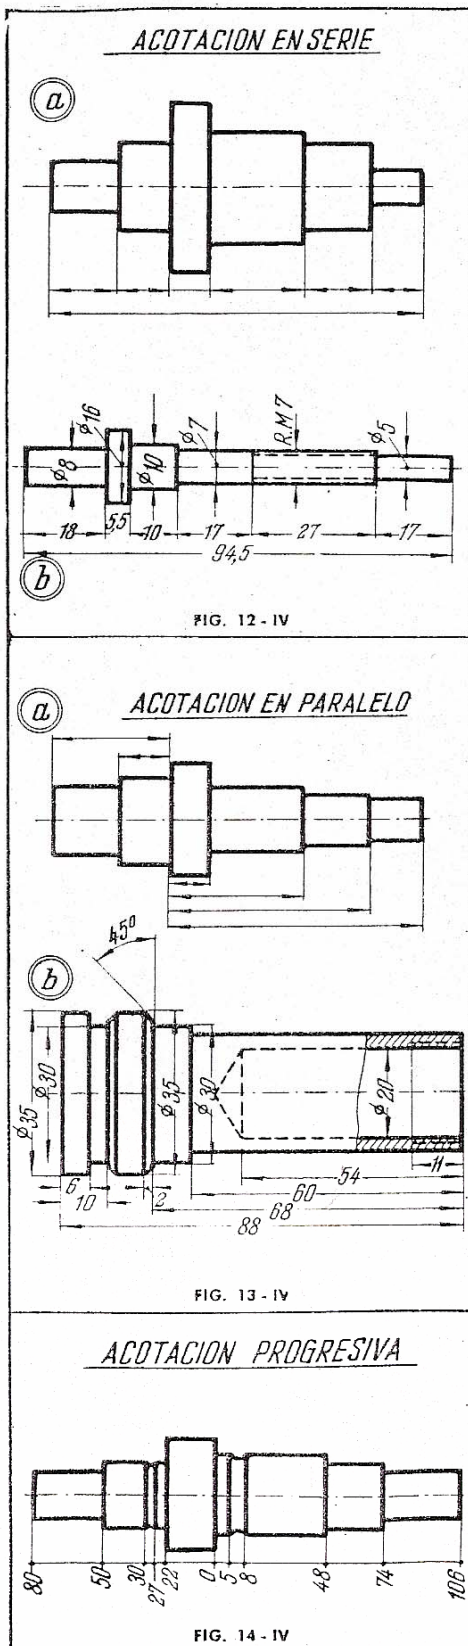 ACOTACION EN SERIE
a
Ø16
Ø8
Ø10
Ø7
R.M7
Ø5
18
5,5
10
17
27
17
94,5
b
FIG. 12 - IV
a
ACOTACION EN PARALELO
45°
b
Ø35
Ø30
Ø35
Ø30
Ø20
6
10
2
11
54
60
68
88
FIG. 13 - IV
ACOTACION PROGRESIVA
80
50
30
27
22
0
5
8
48
74
106
FIG. 14 - IV